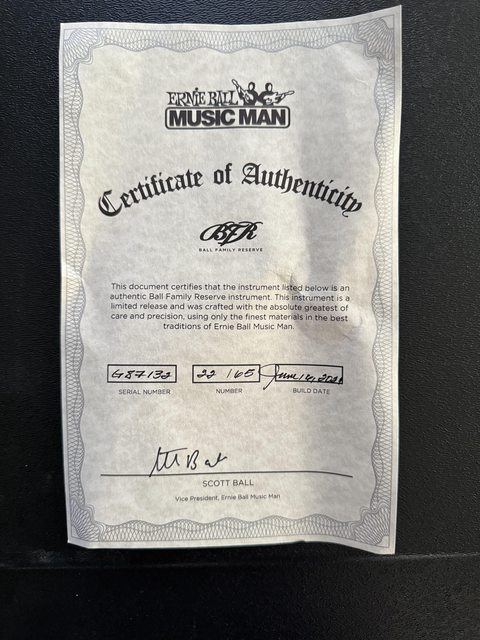 ERNIE BALL
MUSIC MAN
Certificate of Authenticity
BFR
BALL FAMILY RESERVE
This document certifies that the instrument listed below is an
authentic Ball Family Reserve instrument. This instrument is a
limited release and was crafted with the absolute greatest of
care and precision, using only the finest materials in the best
traditions of Ernie Ball Music Man.
G87132 22 / 65 June
SERIAL NUMBER NUMBER BUILD DATE
SCOTT BALL
Vice President, Ernie Ball Music Man